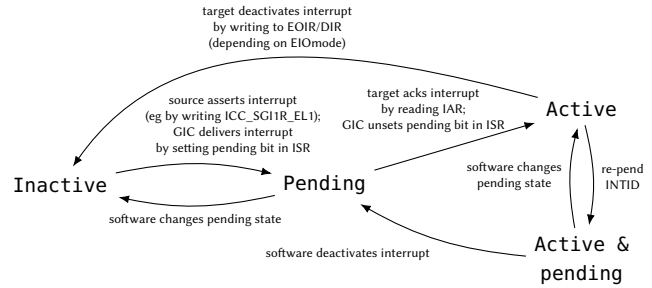 target deactivates interrupt
by writing to EOIR/DIR
(depending on EIOmode)
source asserts interrupt
(eg by writing ICC_SGI1R_EL1);
GIC delivers interrupt
by setting pending bit in ISR
target acks interrupt
by reading IAR;
GIC unsets pending bit in ISR
Active
Inactive
Pending
software changes
pending state
re-pend
INTID
software changes pending state
software deactivates interrupt
Active &
pending